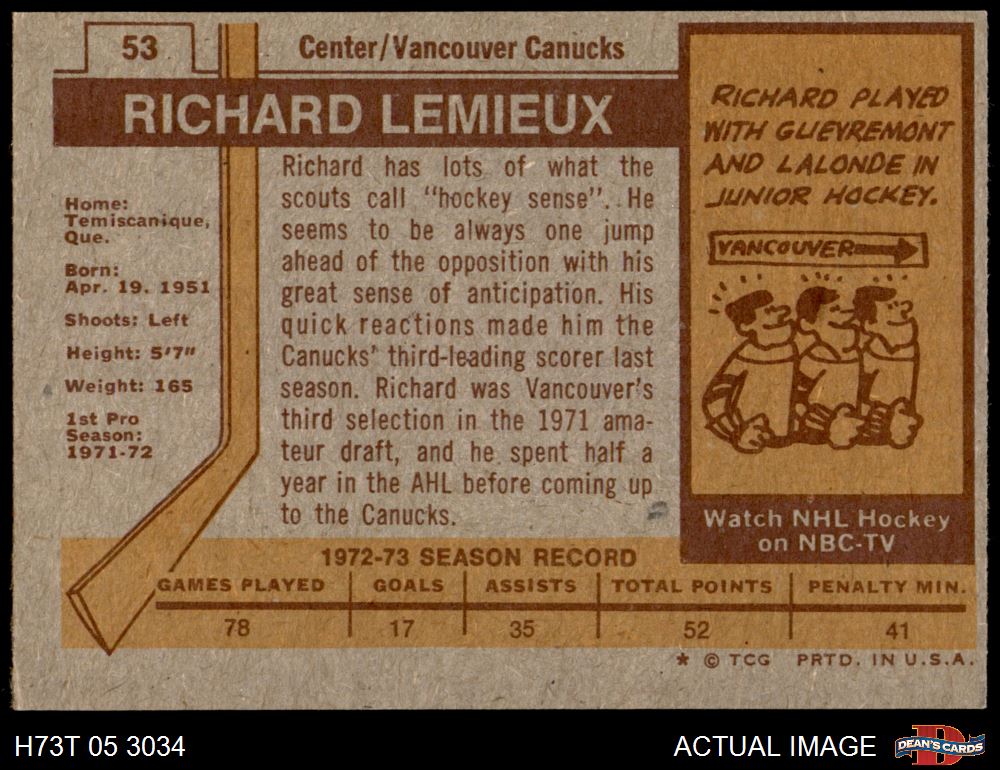 53
Center/Vancouver Canucks
RICHARD LEMIEUX
Home:
Temiscanique,
Que.
Born:
Apr. 19. 1951
Shoots: Left
Height: 5'7"
Weight: 165
1st Pro
Season:
1971-72
Richard has lots of what the
scouts call "hockey sense". He
seems to be always one jump
ahead of the opposition with his
great sense of anticipation. His
quick reactions made him the
Canucks' third-leading scorer last
season. Richard was Vancouver's
third selection in the 1971 ama-
teur draft, and he spent half a
year in the AHL before coming up
to the Canucks.
RICHARD PLAYED
WITH GUEVREMONT
AND LALONDE IN
JUNIOR HOCKEY.
VANCOUVER
Watch NHL Hockey
on NBC-TV
1972-73 SEASON RECORD
GAMES PLAYED GOALS ASSISTS TOTAL POINTS PENALTY MIN.
78 17 35 52 41
* © TCG PRTD. IN U.S.A.
H73T 05 3034 ACTUAL IMAGE
D
DEAN'S CARDS